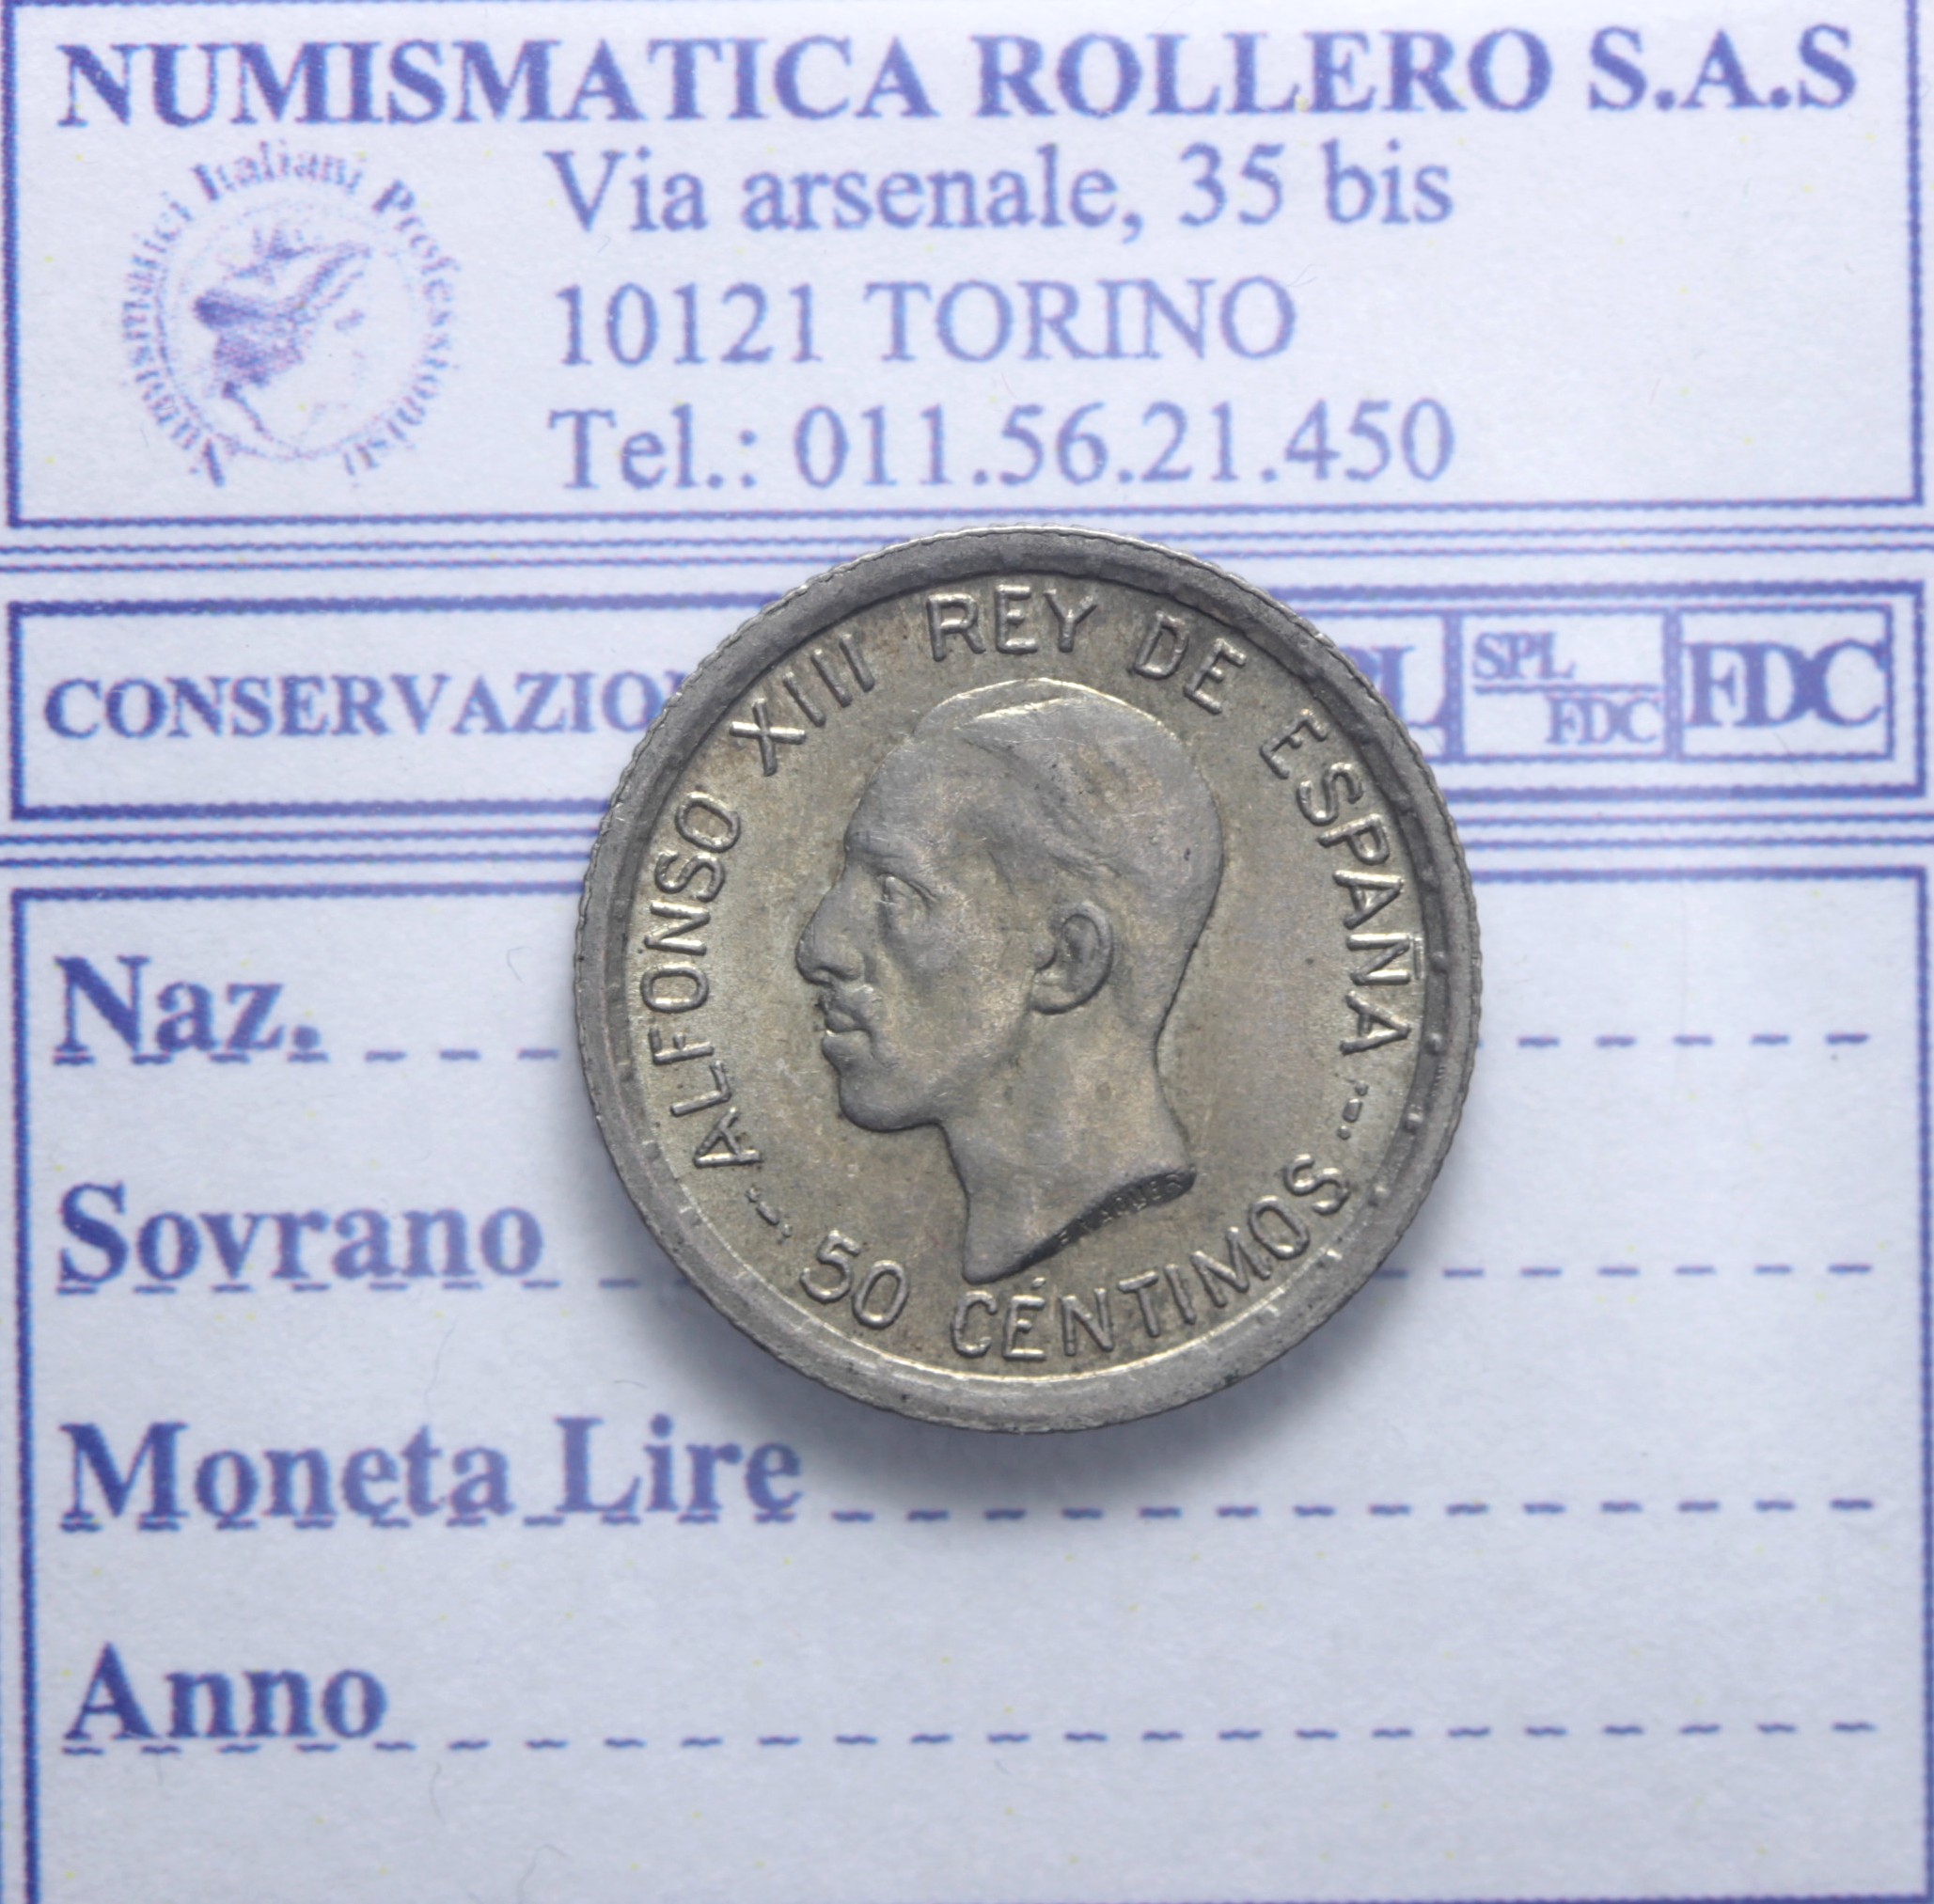 NUMISMATICA ROLLERO S.A.S
Numismatici Italiani Professionisti
Via arsenale, 35 bis
10121 TORINO
Tel.: 011.56.21.450
CONSERVAZIO
SPL
FDC
FDC
ALFONSO XIII REY DE ESPAÑA
50 CÉNTIMOS
Naz.
Sovrano
Moneta Lire
Anno